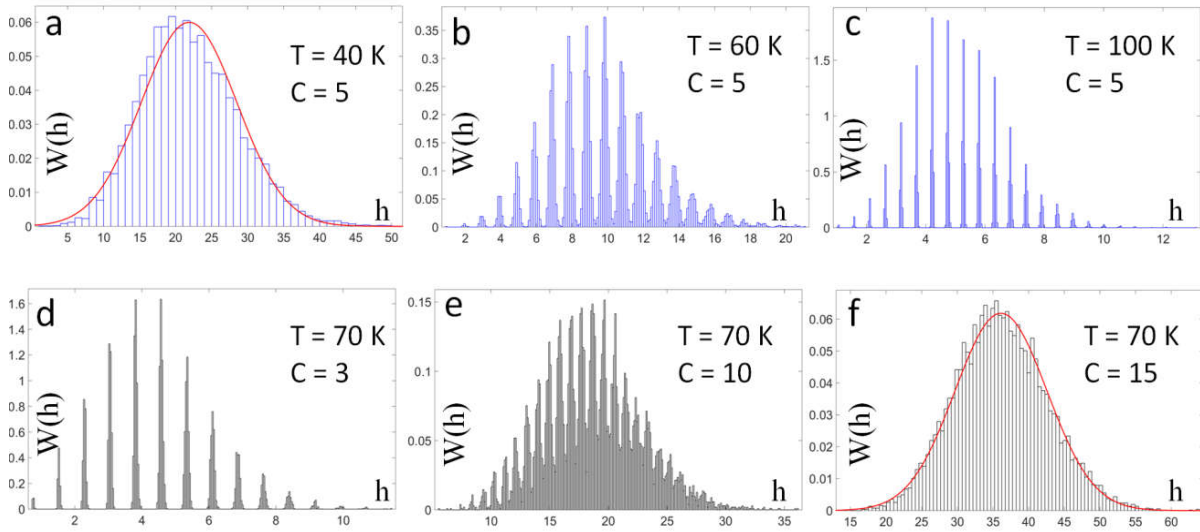 a
T = 40 K
C = 5
W(h)
h
0.06
0.05
0.04
0.03
0.02
0.01
0
5 10 15 20 25 30 35 40 45 50
b
T = 60 K
C = 5
W(h)
h
0.35
0.3
0.25
0.2
0.15
0.1
0.05
0
2 4 6 8 10 12 14 16 18 20
c
T = 100 K
C = 5
W(h)
h
1.5
1
0.5
0
2 4 6 8 10 12
d
T = 70 K
C = 3
W(h)
h
1.6
1.4
1.2
1
0.8
0.6
0.4
0.2
0
2 4 6 8 10
e
T = 70 K
C = 10
W(h)
h
0.15
0.1
0.05
0
10 15 20 25 30 35
f
T = 70 K
C = 15
W(h)
h
0.06
0.05
0.04
0.03
0.02
0.01
0
15 20 25 30 35 40 45 50 55 60